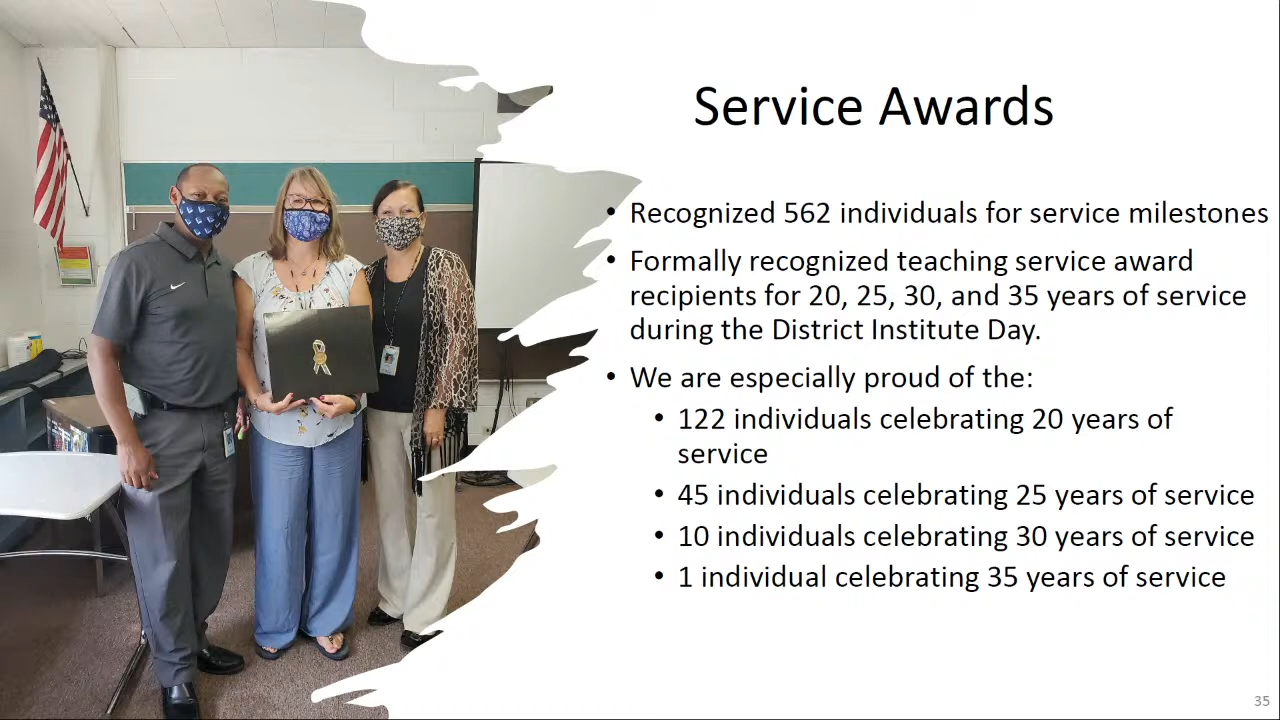 Service Awards
• Recognized 562 individuals for service milestones
• Formally recognized teaching service award
recipients for 20, 25, 30, and 35 years of service
during the District Institute Day.
• We are especially proud of the:
• 122 individuals celebrating 20 years of
service
• 45 individuals celebrating 25 years of service
• 10 individuals celebrating 30 years of service
• 1 individual celebrating 35 years of service
35